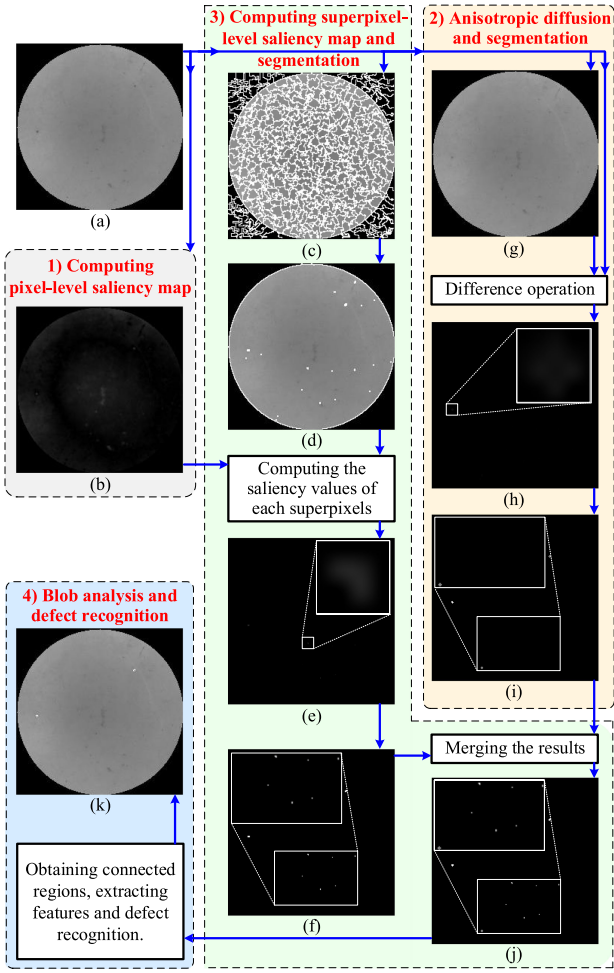 3) Computing superpixel-
level saliency map and
segmentation
2) Anisotropic diffusion
and segmentation
(a)
(c)
(g)
1) Computing
pixel-level saliency map
Difference operation
(b)
(d)
(h)
Computing the
saliency values of
each superpixels
4) Blob analysis and
defect recognition
(e)
(i)
Merging the results
(k)
Obtaining connected
regions, extracting
features and defect
recognition.
(f)
(j)